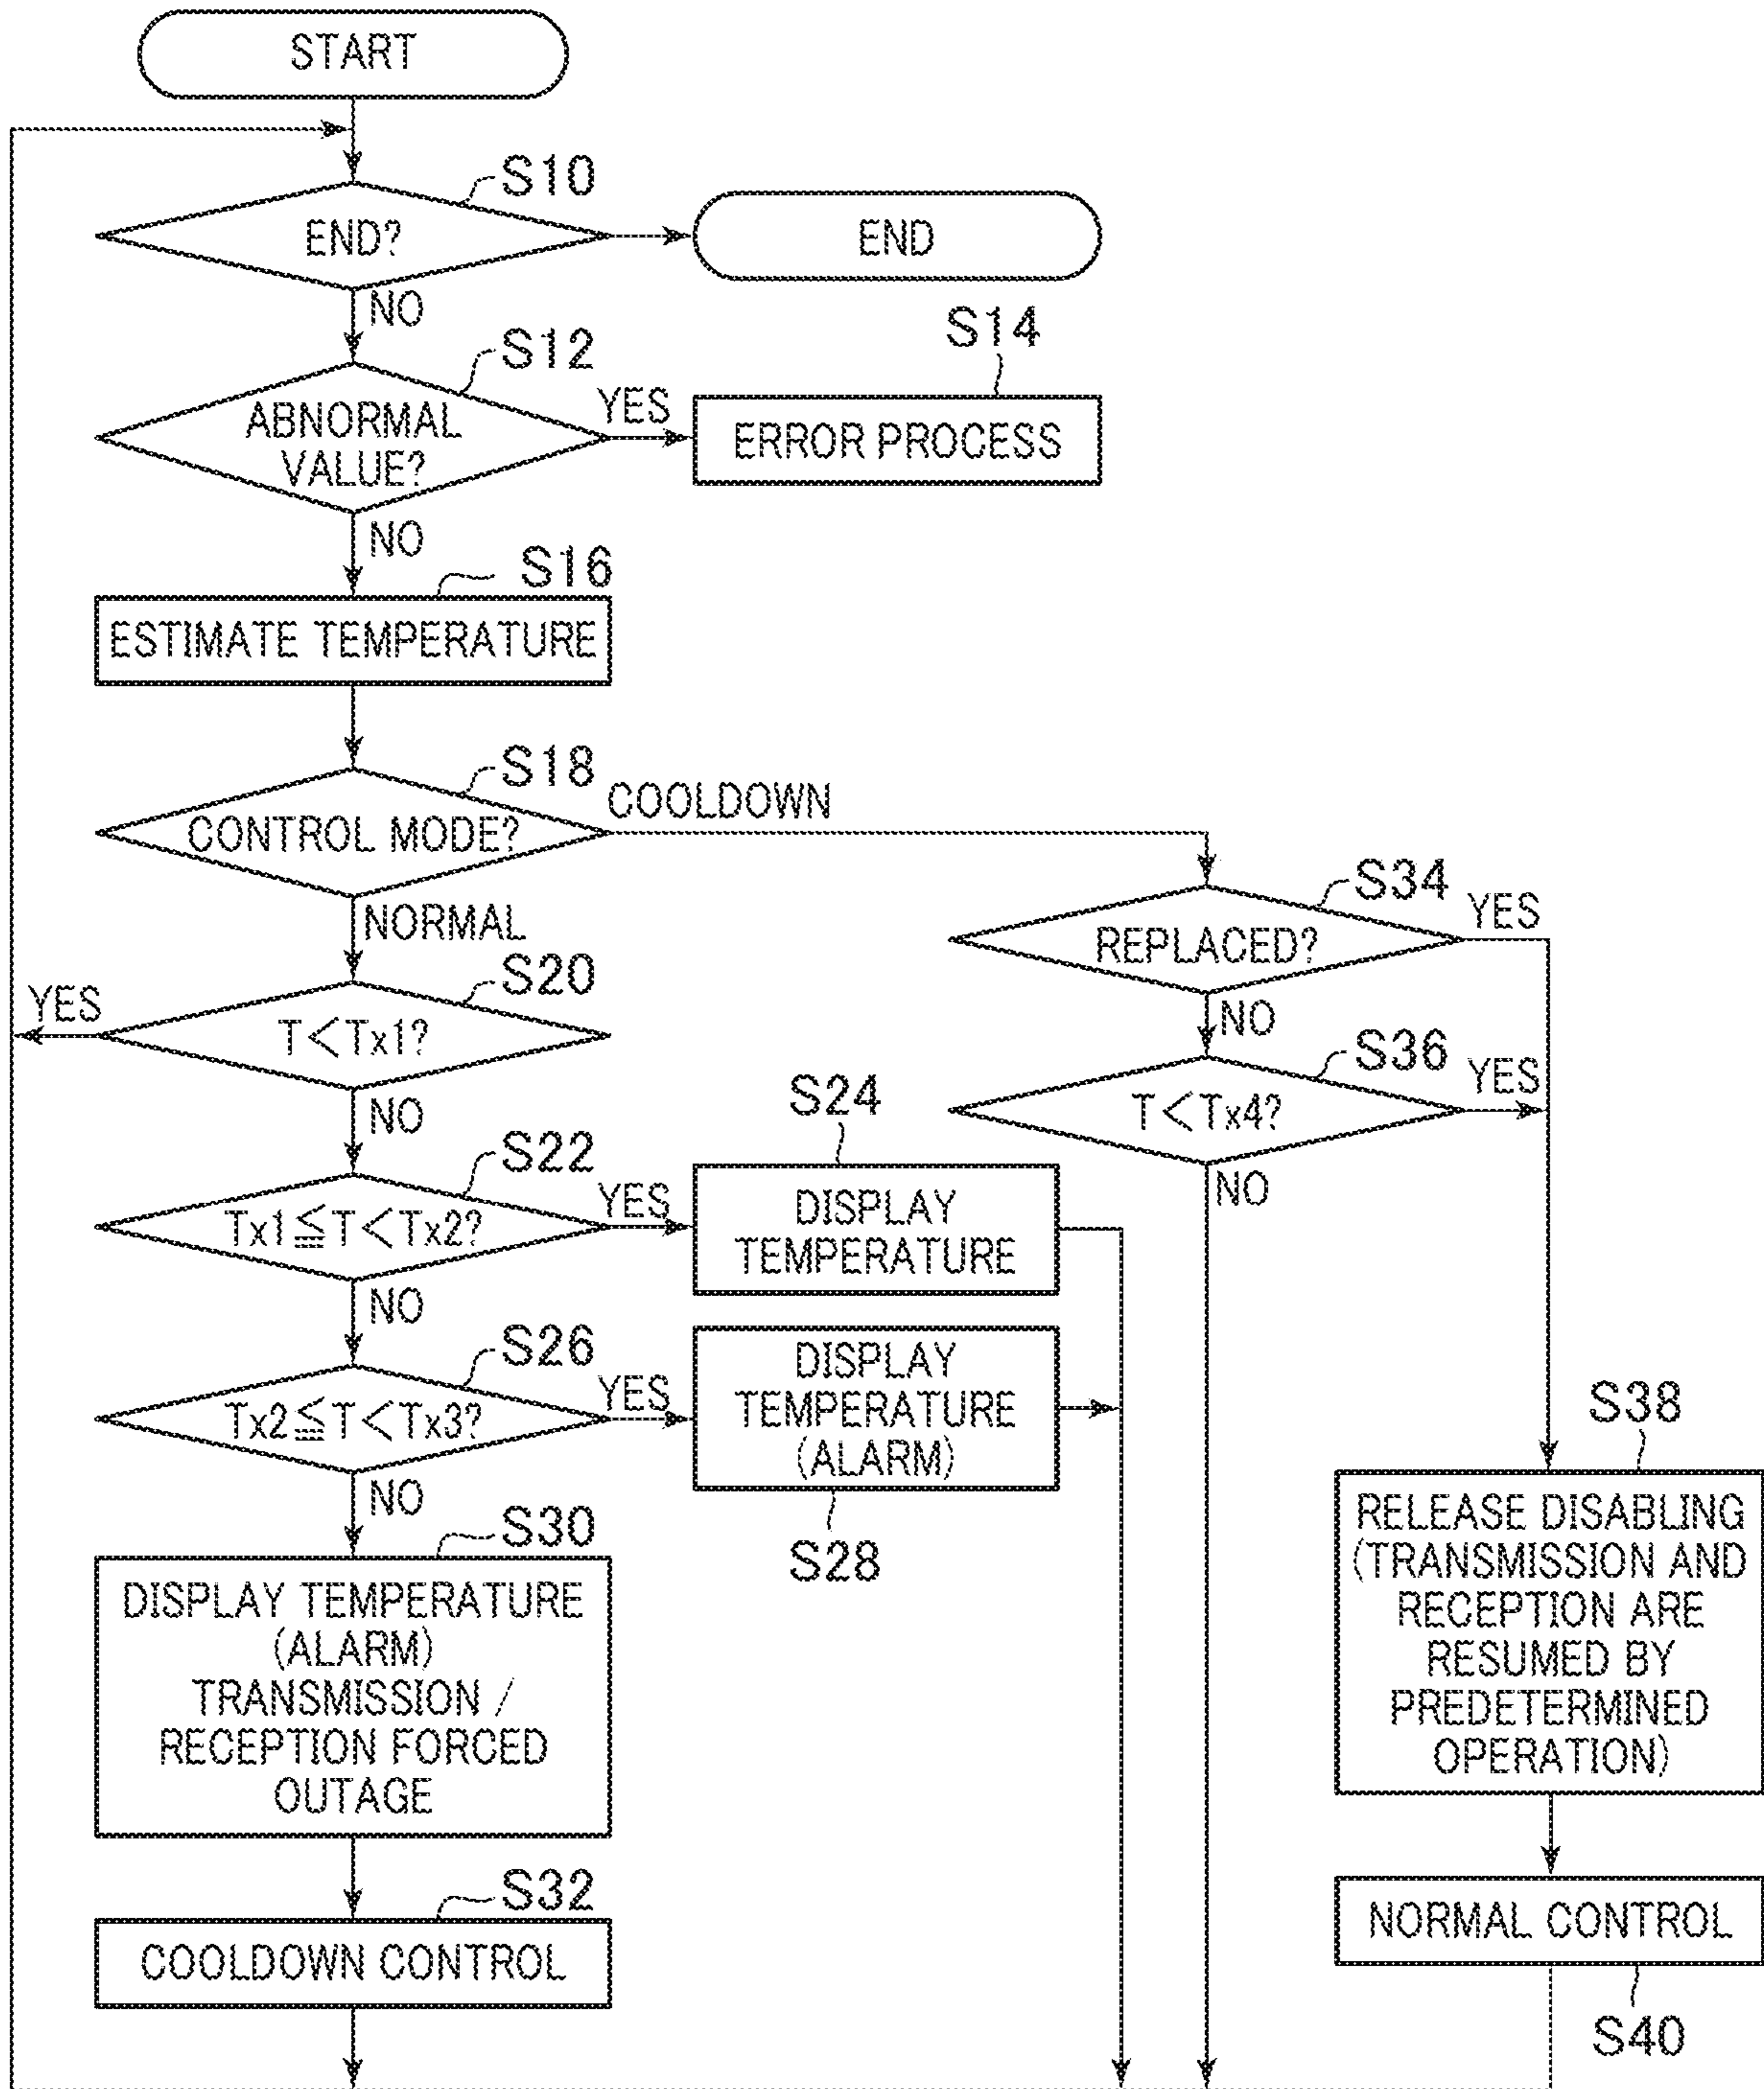 START
S10
END?
END
NO
S12
S14
ABNORMAL
VALUE?
YES
ERROR PROCESS
NO
S16
ESTIMATE TEMPERATURE
S18
CONTROL MODE?
COOLDOWN
NORMAL
S34
REPLACED?
YES
NO
S20
YES
T<Tx1?
NO
S36
T<Tx4?
YES
NO
S22
Tx1≦T<Tx2?
YES
S24
DISPLAY
TEMPERATURE
NO
S26
Tx2≦T<Tx3?
YES
DISPLAY
TEMPERATURE
(ALARM)
S28
NO
S30
DISPLAY TEMPERATURE
(ALARM)
TRANSMISSION /
RECEPTION FORCED
OUTAGE
S38
RELEASE DISABLING
(TRANSMISSION AND
RECEPTION ARE
RESUMED BY
PREDETERMINED
OPERATION)
S32
COOLDOWN CONTROL
NORMAL CONTROL
S40